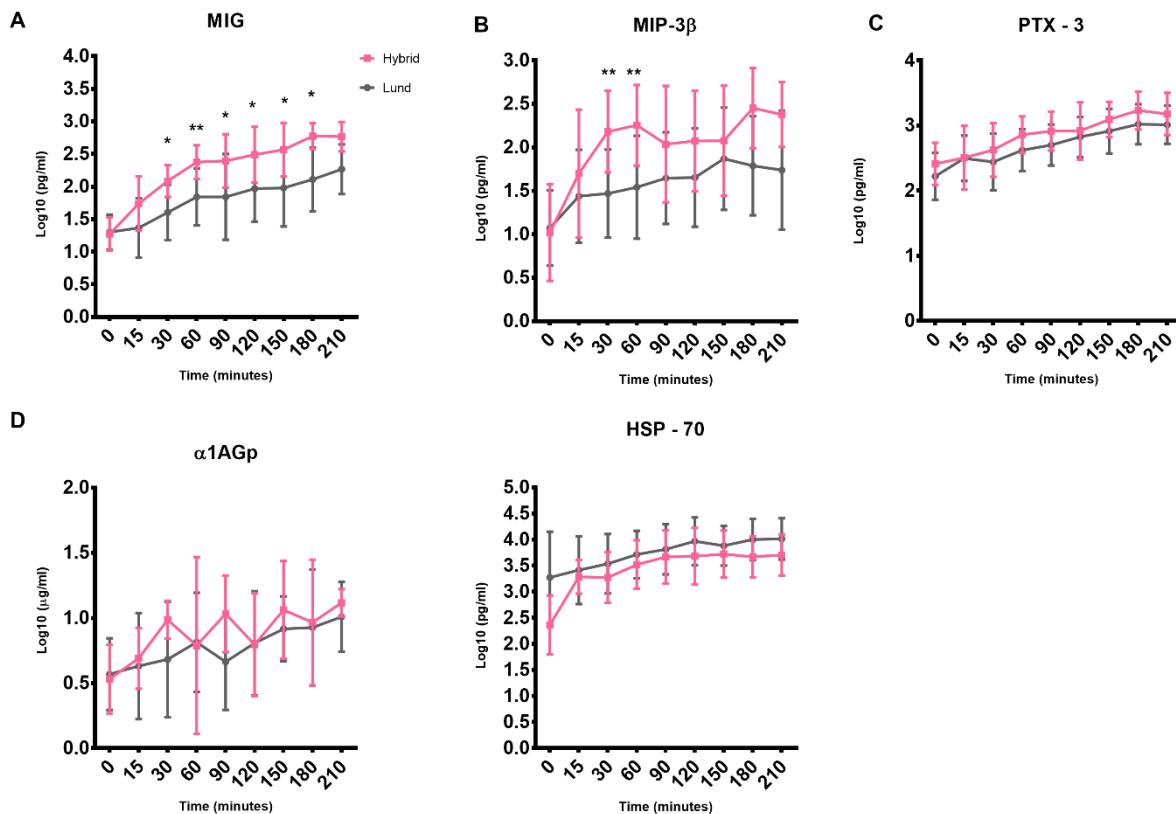 A
MIG
4.0
3.5
3.0
2.5
2.0
1.5
1.0
0.5
0.0
Log10 (pg/ml)
* ** * * * *
0 15 30 60 90 120 150 180 210
Time (minutes)
Hybrid
Lund
B
MIP-3β
3.0
2.5
2.0
1.5
1.0
0.5
0.0
Log10 (pg/ml)
** **
0 15 30 60 90 120 150 180 210
Time (minutes)
C
PTX - 3
4
3
2
1
0
Log10 (pg/ml)
0 15 30 60 90 120 150 180 210
Time (minutes)
D
α1AGp
2.0
1.5
1.0
0.5
0.0
Log10 (µg/ml)
0 15 30 60 90 120 150 180 210
Time (minutes)
HSP - 70
5.0
4.5
4.0
3.5
3.0
2.5
2.0
1.5
1.0
0.5
0.0
Log10 (pg/ml)
0 15 30 60 90 120 150 180 210
Time (minutes)